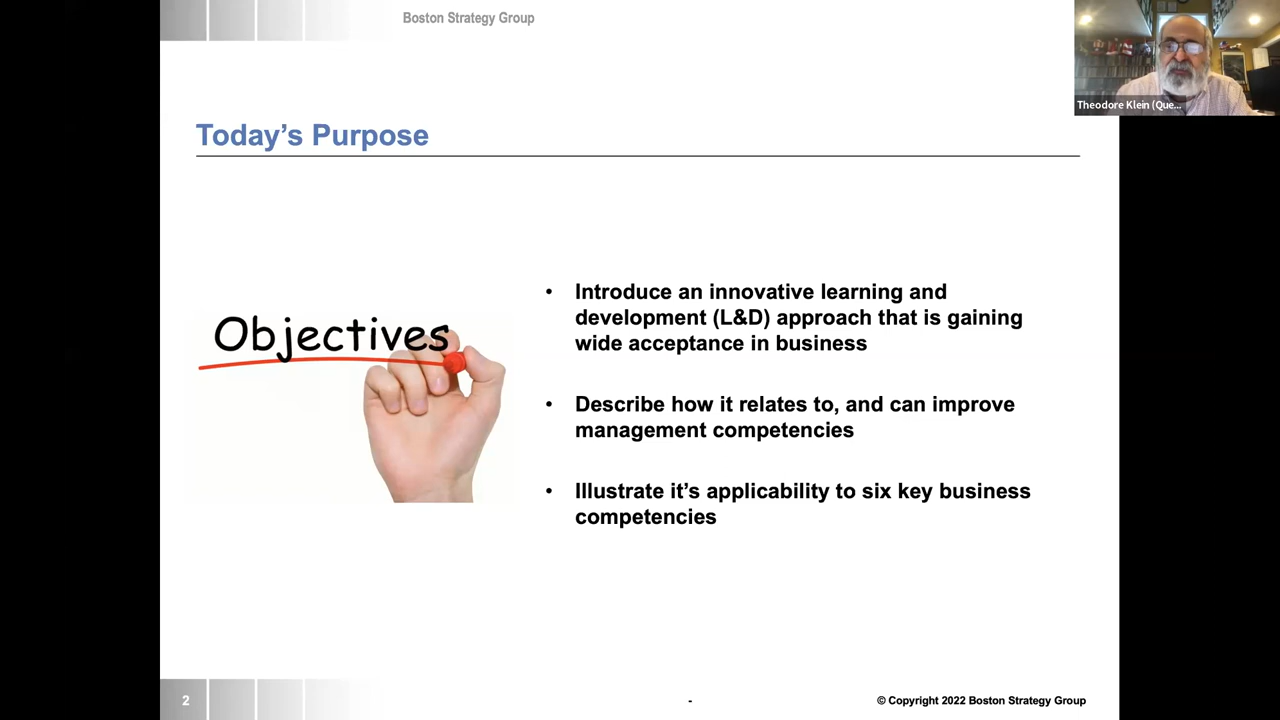 Boston Strategy Group
Theodore Klein (Que...
Today's Purpose
Objectives
• Introduce an innovative learning and
development (L&D) approach that is gaining
wide acceptance in business
• Describe how it relates to, and can improve
management competencies
• Illustrate it's applicability to six key business
competencies
2
-
© Copyright 2022 Boston Strategy Group